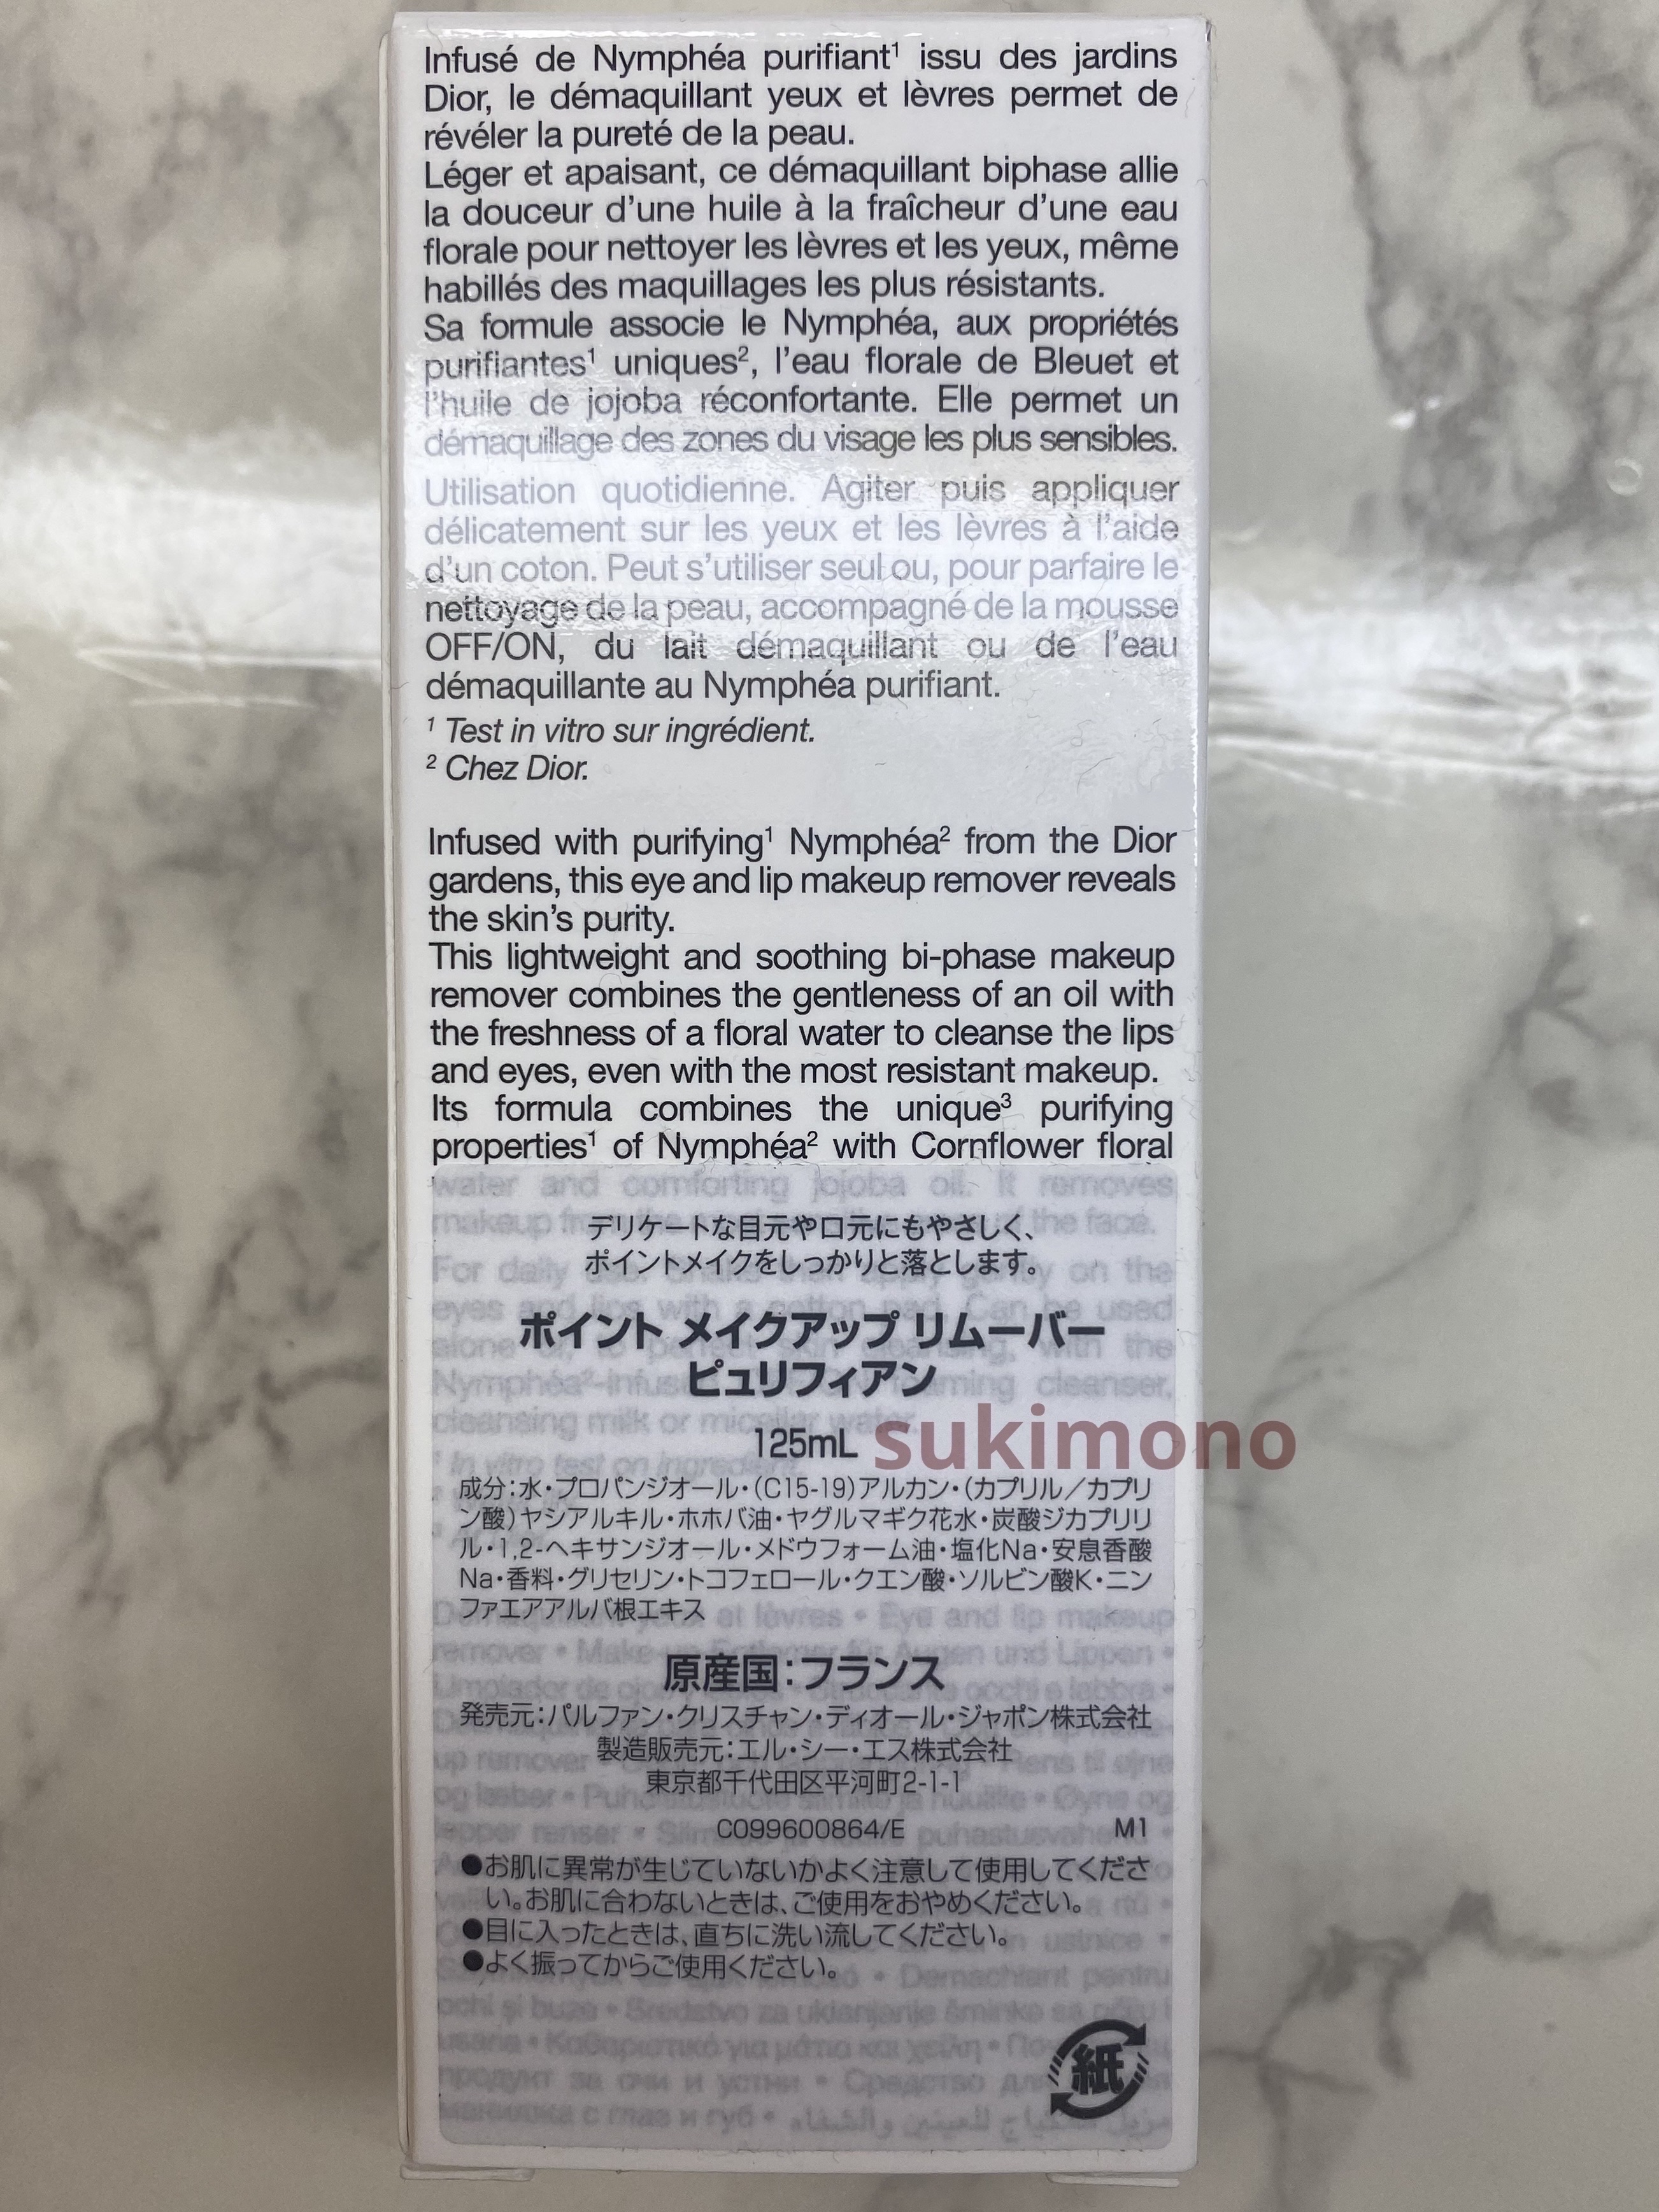 Infusé de Nymphéa purifiant¹ issu des jardins
Dior, le démaquillant yeux et lèvres permet de
révéler la pureté de la peau.
Léger et apaisant, ce démaquillant biphase allie
la douceur d'une huile à la fraîcheur d'une eau
florale pour nettoyer les lèvres et les yeux, même
habillés des maquillages les plus résistants.
Sa formule associe le Nymphéa, aux propriétés
purifiantes¹ uniques², l'eau florale de Bleuet et
l'huile de jojoba réconfortante. Elle permet un
démaquillage des zones du visage les plus sensibles.
Utilisation quotidienne. Agiter puis appliquer
délicatement sur les yeux et les lèvres à l'aide
d'un coton. Peut s'utiliser seul ou, pour parfaire le
nettoyage de la peau, accompagné de la mousse
OFF/ON, du lait démaquillant ou de l'eau
démaquillante au Nymphéa purifiant.
¹ Test in vitro sur ingrédient.
² Chez Dior.
Infused with purifying¹ Nymphéa² from the Dior
gardens, this eye and lip makeup remover reveals
the skin's purity.
This lightweight and soothing bi-phase makeup
remover combines the gentleness of an oil with
the freshness of a floral water to cleanse the lips
and eyes, even with the most resistant makeup.
Its formula combines the unique³ purifying
properties¹ of Nymphéa² with Cornflower floral
water and comforting jojoba oil. It removes
デリケートな目元や口元にもやさしく、
ポイントメイクをしっかりと落とします。
ポイント メイクアップ リムーバー
ピュリフィアン
125mL
sukimono
成分：水・プロパンジオール・(C15-19)アルカン・(カプリル／カプリ
ン酸)ヤシアルキル・ホホバ油・ヤグルマギク花水・炭酸ジカプリリ
ル・1,2-ヘキサンジオール・メドウフォーム油・塩化Na・安息香酸
Na・香料・グリセリン・トコフェロール・クエン酸・ソルビン酸K・ニン
ファエアアルバ根エキス
原産国：フランス
発売元：パルファン・クリスチャン・ディオール・ジャポン株式会社
製造販売元：エル・シー・エス株式会社
東京都千代田区平河町2-1-1
C099600864/E M1
●お肌に異常が生じていないかよく注意して使用してくださ
い。お肌に合わないときは、ご使用をおやめください。
●目に入ったときは、直ちに洗い流してください。
●よく振ってからご使用ください。
紙